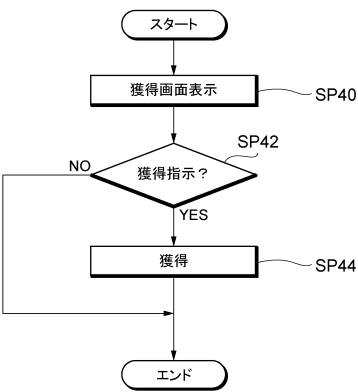 スタート
獲得画面表示
SP40
SP42
NO
獲得指示？
YES
獲得
SP44
エンド